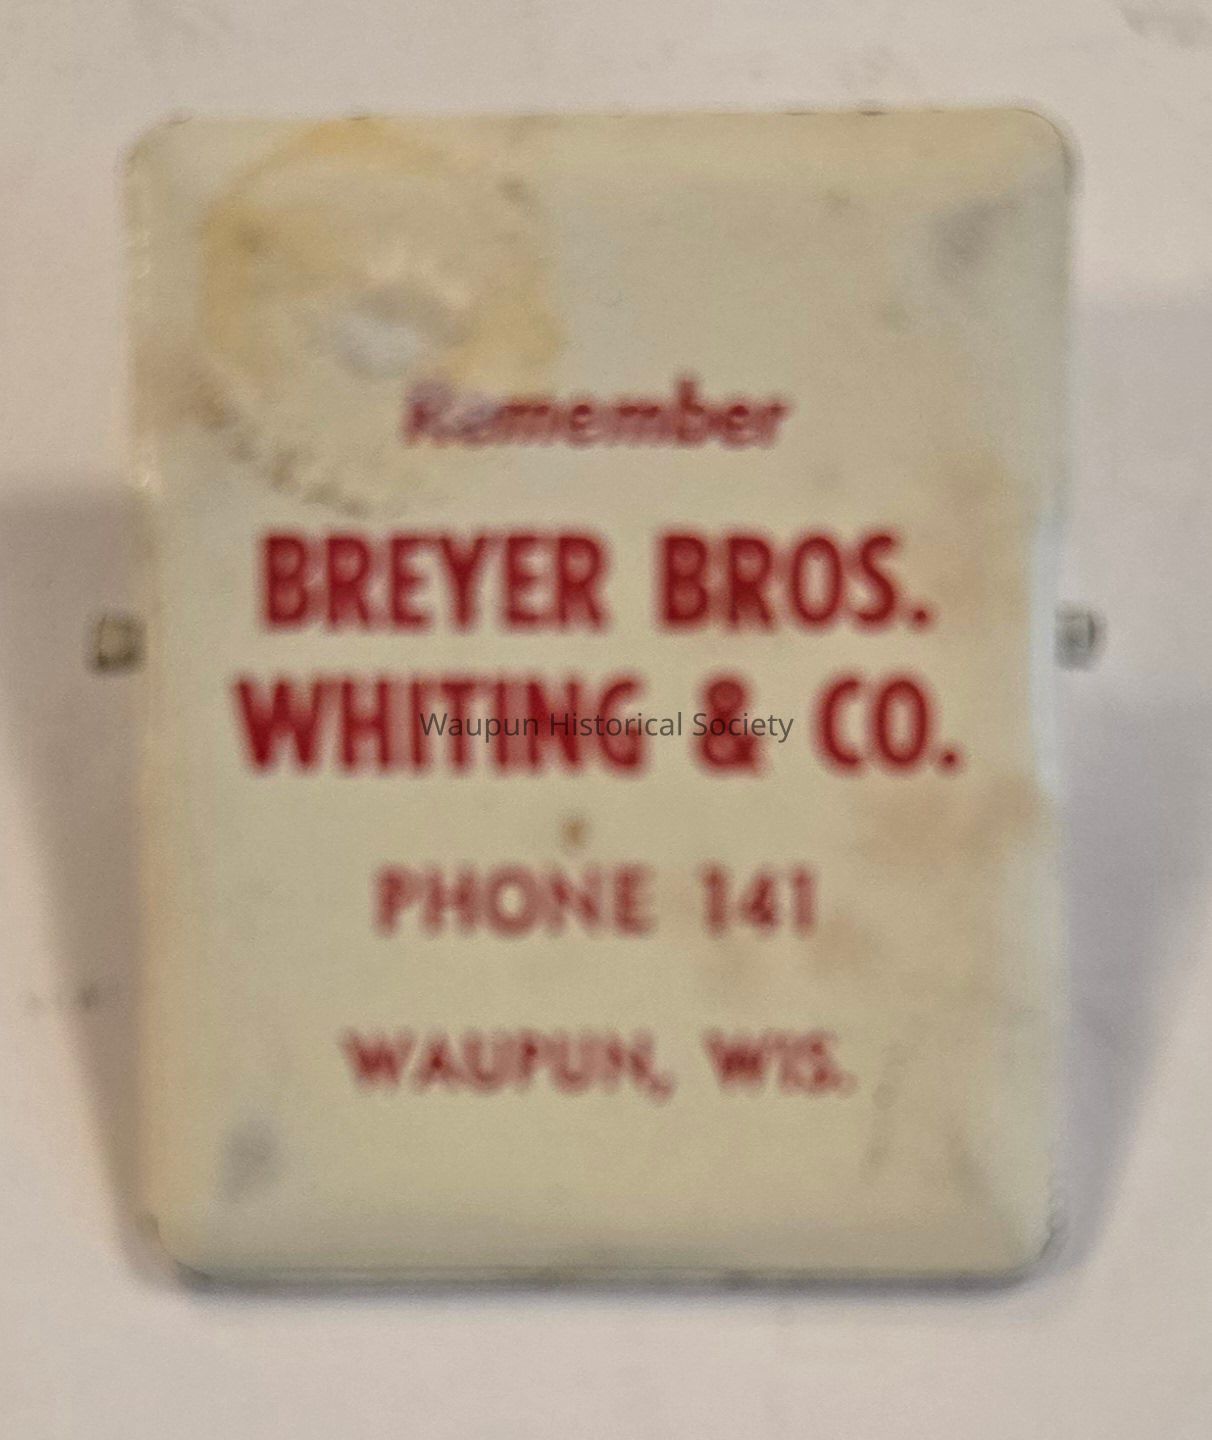 Remember
BREYER BROS.
WHITING & CO.
Waupun Historical Society
PHONE 141
WAUPUN, WIS.